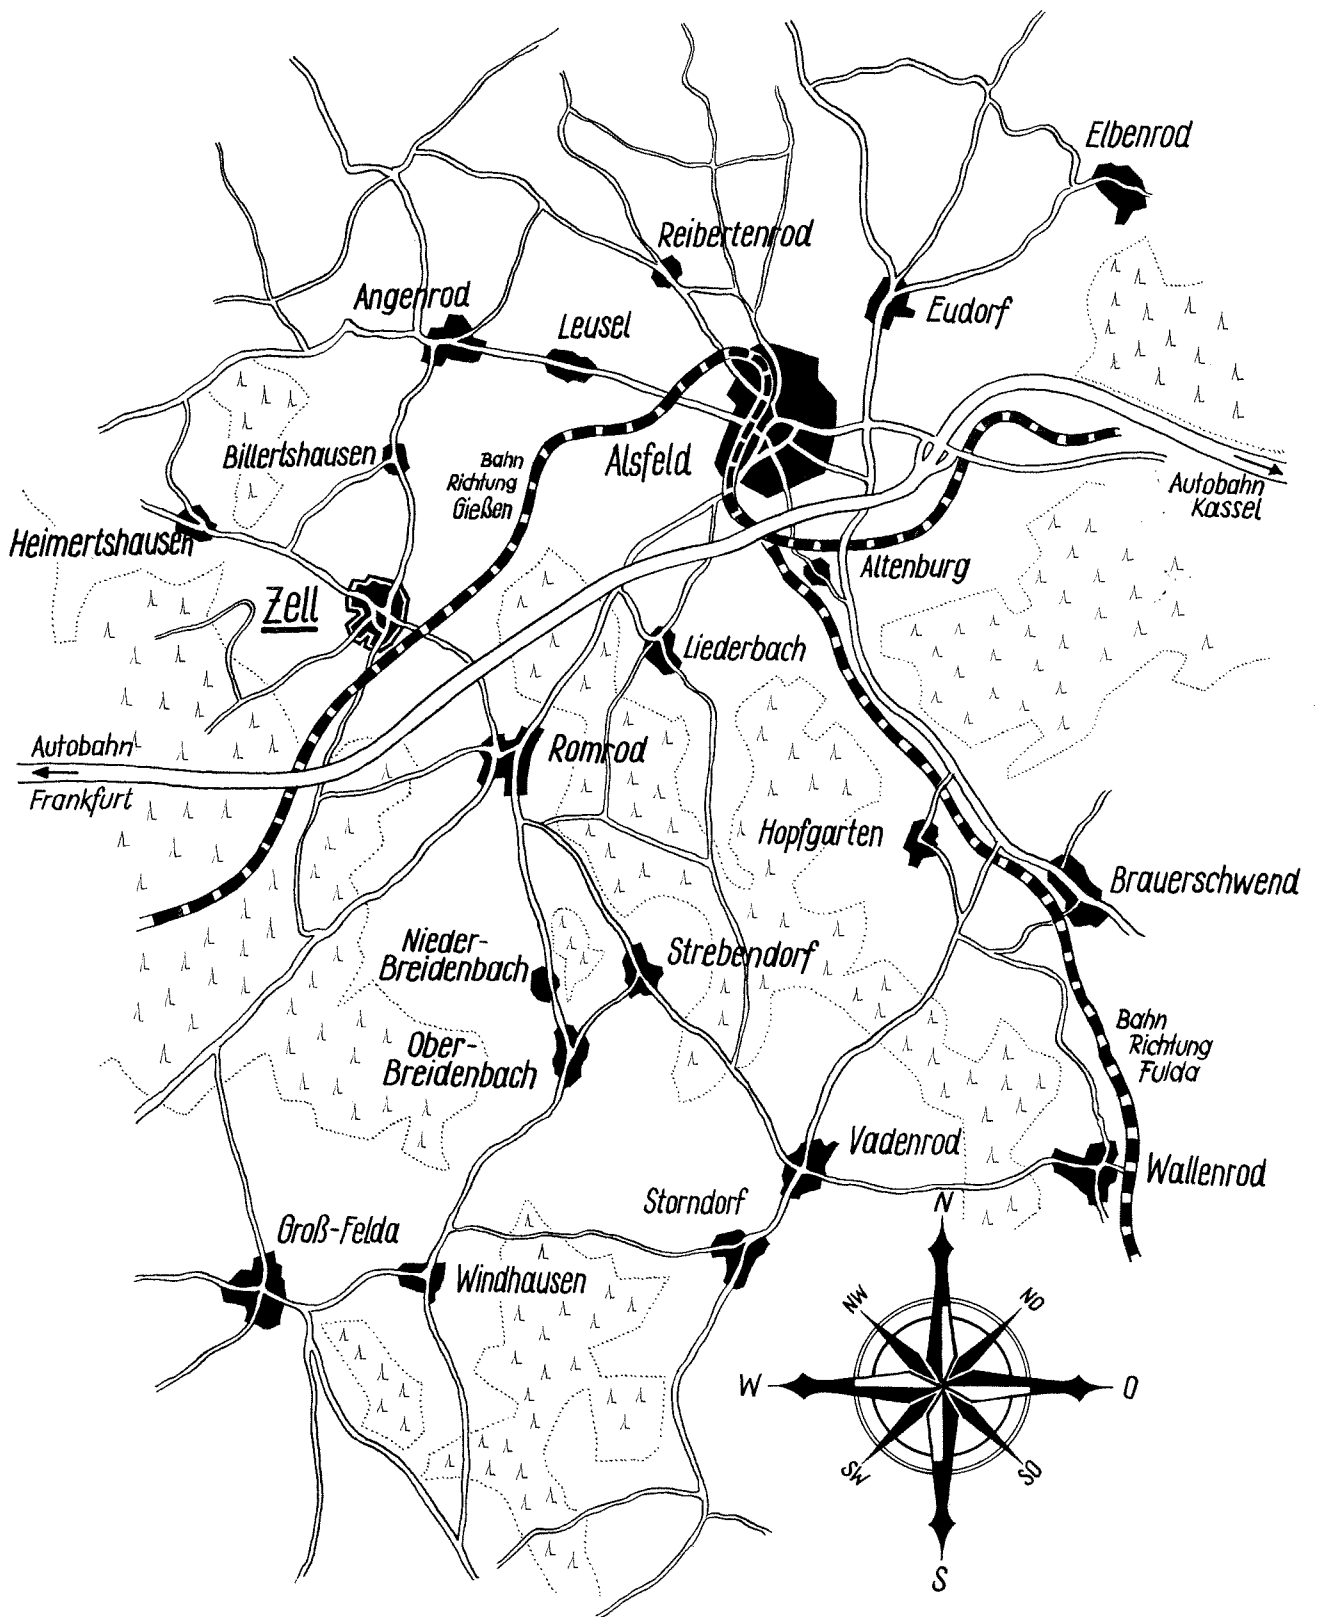 Elbenrod
Reibertenrod
Angenrod
Eudorf
Leusel
Billertshausen
Bahn
Richtung
Gießen
Alsfeld
Autobahn
Kassel
Heimertshausen
Altenburg
Zell
Liederbach
Autobahn
Frankfurt
Romrod
Hopfgarten
Brauerschwend
Nieder-
Breidenbach
Strebendorf
Ober-
Breidenbach
Bahn
Richtung
Fulda
Vadenrod
Wallenrod
Storndorf
Groß-Felda
Windhausen
N
NW
NO
W
O
SW
SO
S